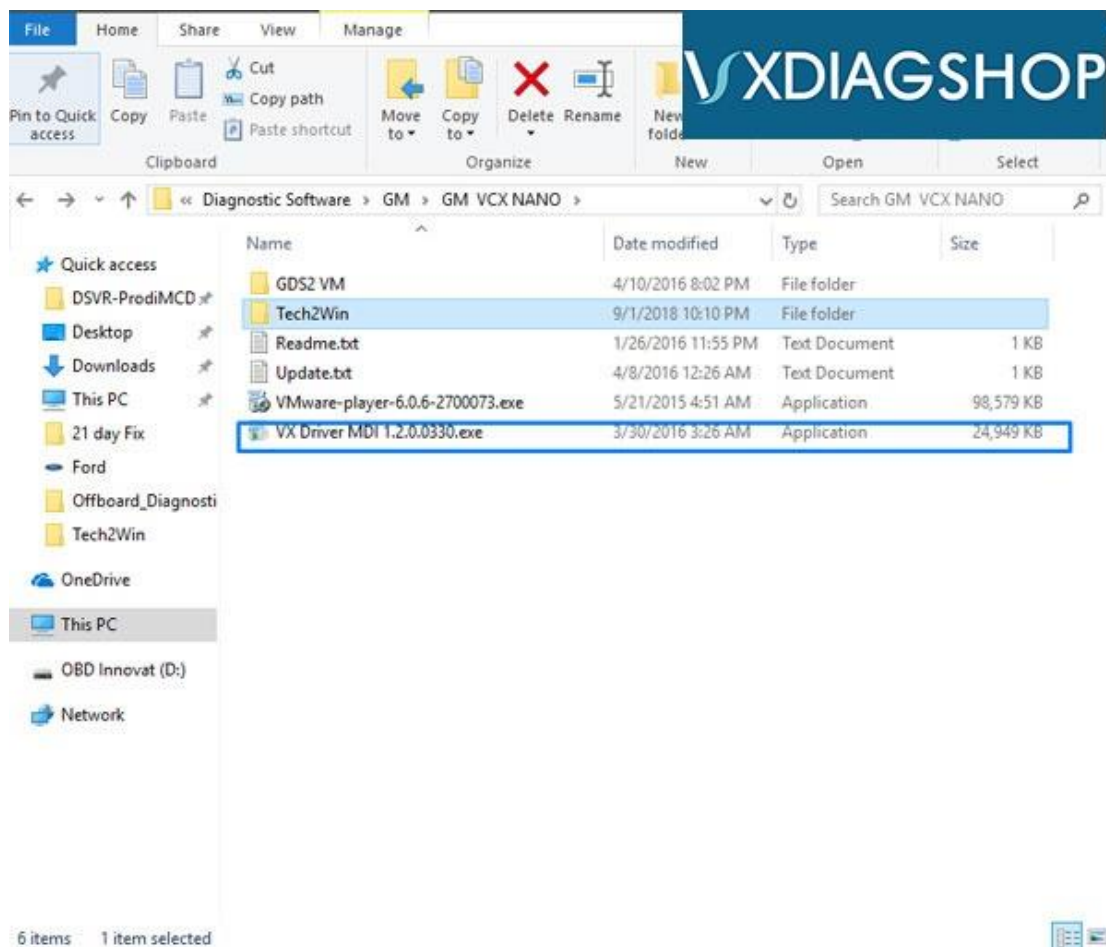 File Home Share View Manage
VXDIAGSHOP
Pin to Quick access
Copy
Paste
Cut
Copy path
Paste shortcut
Move to
Copy to
Delete
Rename
New folde
Clipboard Organize New Open Select
« Diagnostic Software > GM > GM VCX NANO >
Search GM VCX NANO
Name Date modified Type Size
Quick access
DSVR-ProdiMCD
Desktop
Downloads
This PC
21 day Fix
Ford
Offboard_Diagnosti
Tech2Win
OneDrive
This PC
OBD Innovat (D:)
Network
GDS2 VM 4/10/2016 8:02 PM File folder
Tech2Win 9/1/2018 10:10 PM File folder
Readme.txt 1/26/2016 11:55 PM Text Document 1 KB
Update.txt 4/8/2016 12:26 AM Text Document 1 KB
VMware-player-6.0.6-2700073.exe 5/21/2015 4:51 AM Application 98,579 KB
VX Driver MDI 1.2.0.0330.exe 3/30/2016 3:26 AM Application 24,949 KB
6 items 1 item selected